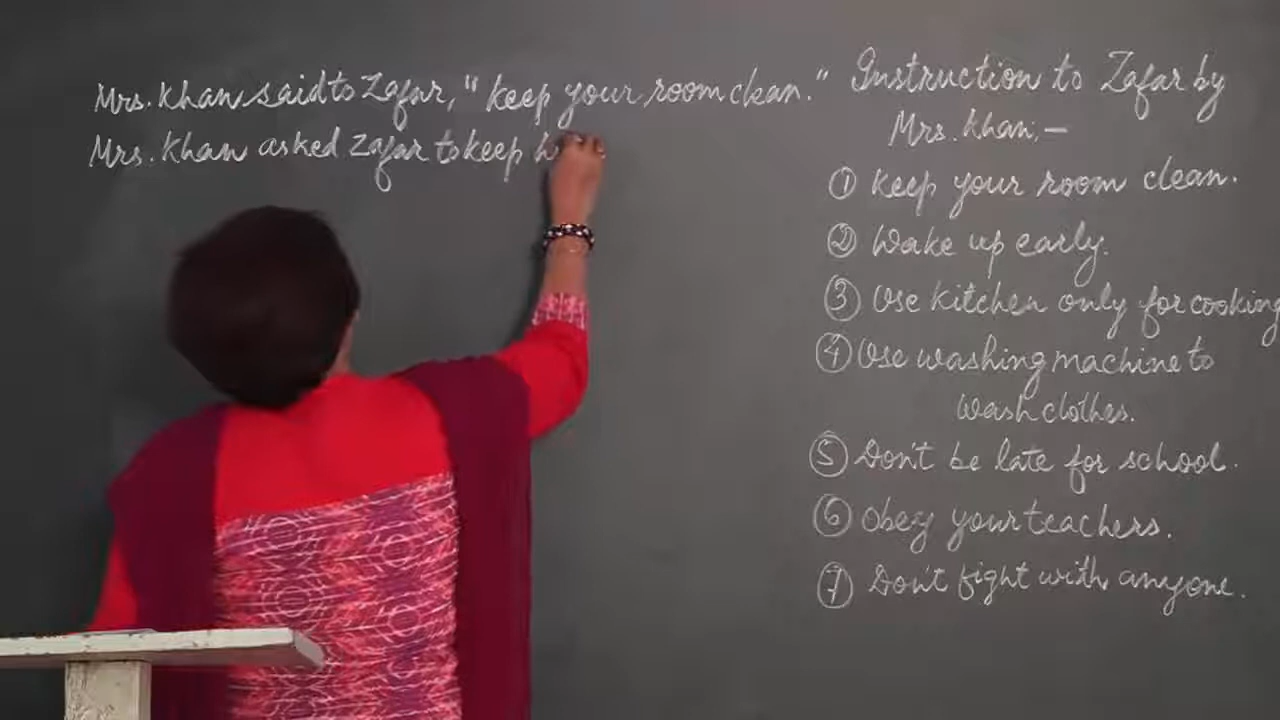 Mrs. Khan said to Zafar, "keep your room clean."
Mrs. Khan asked Zafar to keep h
Instruction to Zafar by
Mrs. Khan:—
① Keep your room clean.
② Wake up early.
③ Use kitchen only for cooking
④ Use washing machine to
wash clothes.
⑤ Don't be late for school.
⑥ Obey your teachers.
⑦ Don't fight with anyone.